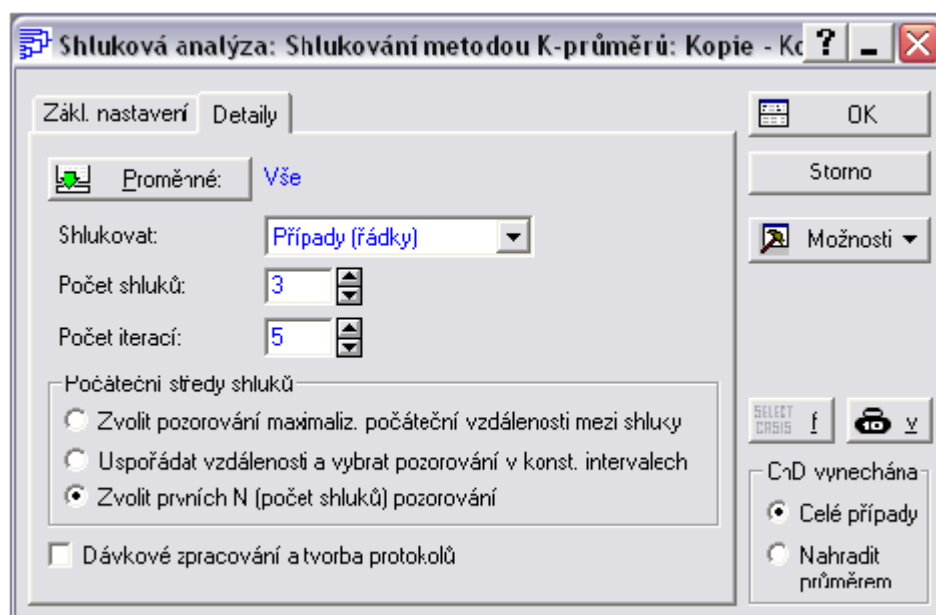 Shluková analýza: Shlukování metodou K-průměrů: Kopie - Kc
Zákl. nastavení
Detaily
Proměnné:
Vše
Shlukovat:
Případy (řádky)
Počet shluků:
3
Počet iterací:
5
Počáteční středy shluků
Zvolit pozorování maximaliz. počáteční vzdálenosti mezi shluky
Uspořádat vzdálenosti a vybrat pozorování v konst. intervalech
Zvolit prvních N (počet shluků) pozorování
Dávkové zpracování a tvorba protokolů
OK
Storno
Možnosti
SELECT
CASES
f
v
ChD vynechána
Celé případy
Nahradit
průměrem